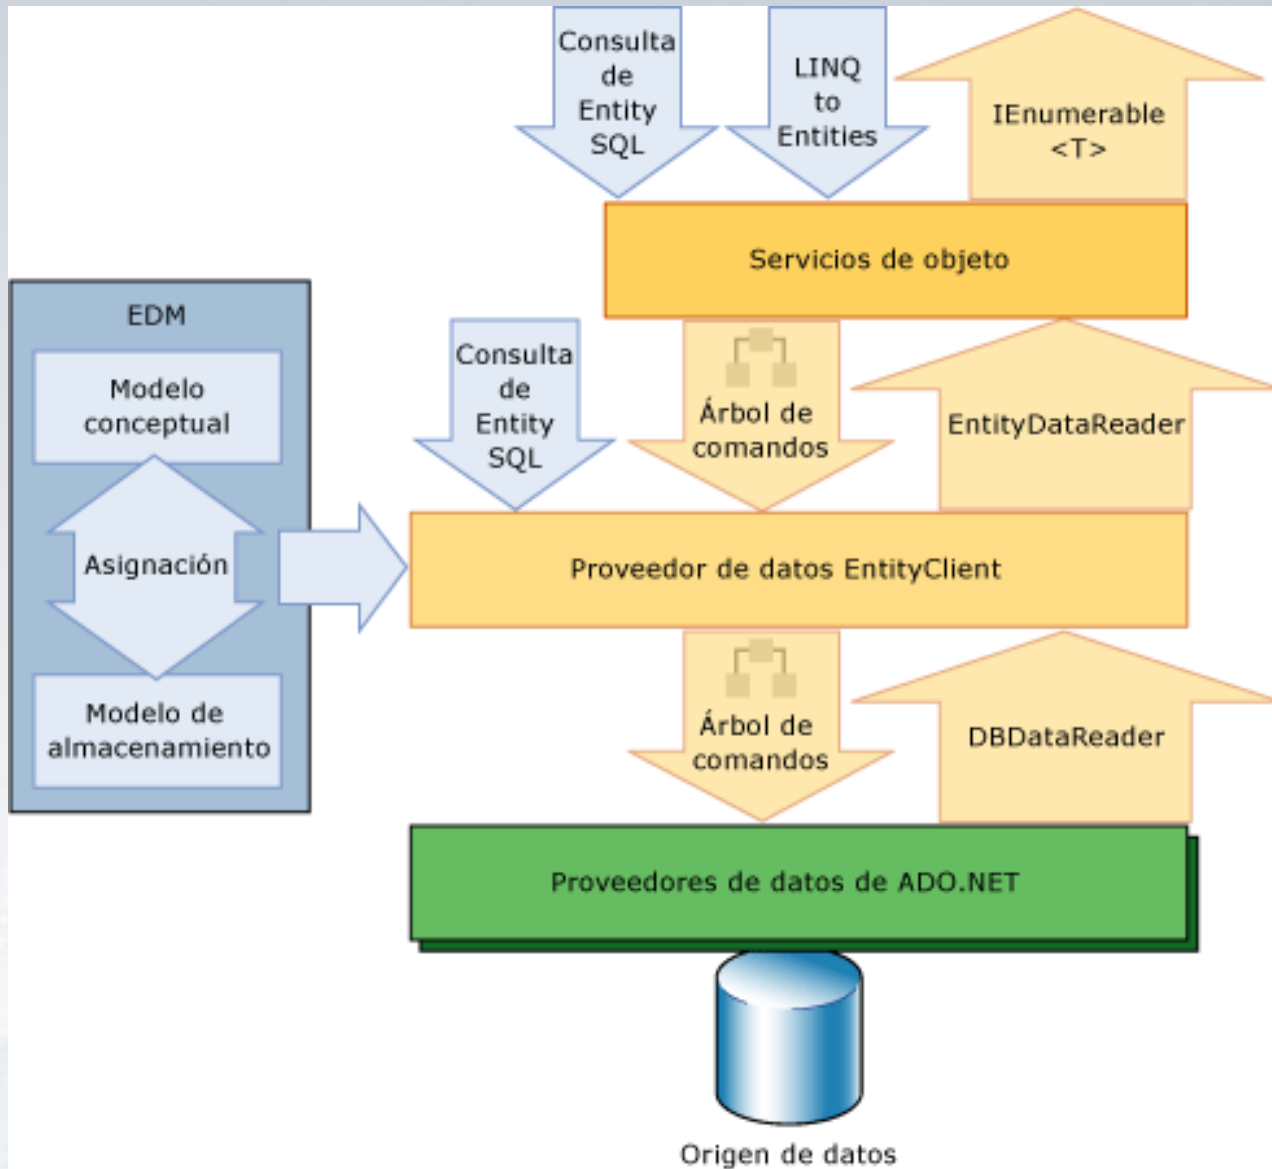 Consulta
de
Entity
SQL
LINQ
to
Entities
IEnumerable
<T>
Servicios de objeto
EDM
Modelo
conceptual
Asignación
Modelo de
almacenamiento
Consulta
de
Entity
SQL
Árbol de
comandos
EntityDataReader
Proveedor de datos EntityClient
Árbol de
comandos
DBDataReader
Proveedores de datos de ADO.NET
Origen de datos